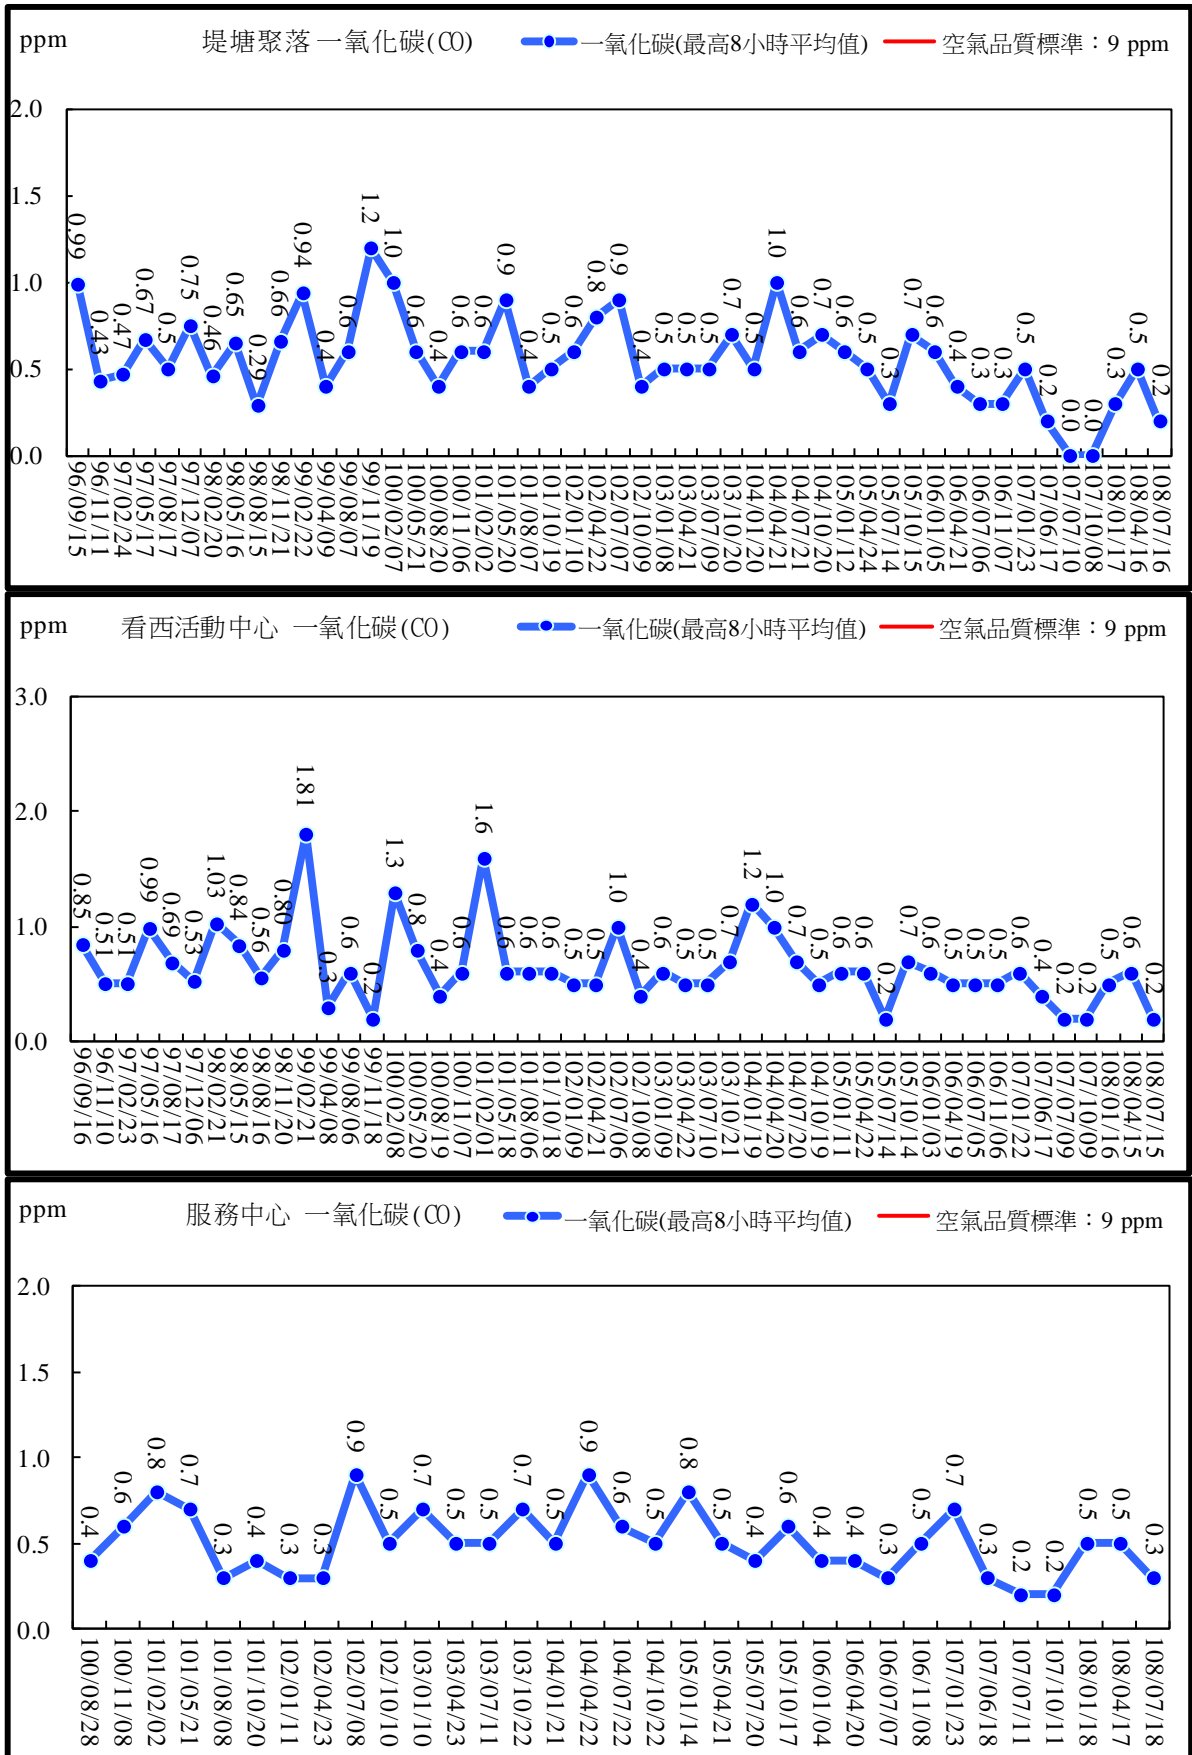 ppm 堤塘聚落 一氧化碳(CO) 一氧化碳(最高8小時平均值) 空氣品質標準：9 ppm
2.0
1.5
1.0
0.5
0.0
0.99 0.43 0.47 0.67 0.5 0.75 0.46 0.65 0.29 0.66 0.94 0.4 0.6 1.2 1.0 0.6 0.4 0.6 0.6 0.9 0.4 0.5 0.6 0.8 0.9 0.4 0.5 0.5 0.5 0.7 0.5 1.0 0.6 0.7 0.6 0.5 0.3 0.7 0.6 0.4 0.3 0.3 0.5 0.2 0.0 0.0 0.3 0.5 0.2
96/09/15 96/11/11 97/02/24 97/05/17 97/08/17 97/12/07 98/02/20 98/05/16 98/08/15 98/11/21 99/02/22 99/04/09 99/08/07 99/11/19 100/02/07 100/05/21 100/08/20 100/11/06 101/02/02 101/05/20 101/08/07 101/10/19 102/01/10 102/04/22 102/07/07 102/10/09 103/01/08 103/04/21 103/07/09 103/10/20 104/01/21 104/04/21 104/07/21 104/10/20 105/01/12 105/04/24 105/07/14 105/10/15 106/01/05 106/04/21 106/07/06 106/11/07 107/01/23 107/06/17 107/07/10 107/10/08 108/01/17 108/04/16 108/07/16
ppm 看西活動中心 一氧化碳(CO) 一氧化碳(最高8小時平均值) 空氣品質標準：9 ppm
3.0
2.0
1.0
0.0
0.85 0.51 0.51 0.99 0.69 0.53 1.03 0.84 0.56 0.80 1.81 0.3 0.6 0.2 1.3 0.8 0.4 0.6 1.6 0.6 0.6 0.6 0.5 0.5 1.0 0.4 0.6 0.5 0.5 0.7 1.2 1.0 0.7 0.5 0.6 0.6 0.2 0.7 0.6 0.5 0.5 0.5 0.6 0.4 0.2 0.2 0.5 0.6 0.2
96/09/16 96/11/10 97/02/23 97/05/16 97/08/17 97/12/06 98/02/21 98/05/15 98/08/16 98/11/20 99/02/21 99/04/08 99/08/06 99/11/18 100/02/08 100/05/20 100/08/19 100/11/07 101/02/01 101/05/18 101/08/06 101/10/18 102/01/09 102/04/21 102/07/06 102/10/08 103/01/09 103/04/22 103/07/10 103/10/21 104/01/19 104/04/20 104/07/20 104/10/19 105/01/11 105/04/22 105/07/14 105/10/14 106/01/03 106/04/19 106/07/05 106/11/06 107/01/22 107/06/17 107/07/09 107/10/09 108/01/16 108/04/15 108/07/15
ppm 服務中心 一氧化碳(CO) 一氧化碳(最高8小時平均值) 空氣品質標準：9 ppm
2.0
1.5
1.0
0.5
0.0
0.4 0.6 0.8 0.7 0.3 0.4 0.3 0.3 0.9 0.5 0.7 0.5 0.5 0.7 0.5 0.9 0.6 0.5 0.8 0.5 0.4 0.6 0.4 0.4 0.3 0.5 0.7 0.3 0.2 0.2 0.5 0.5 0.3
100/08/28 100/11/08 101/02/02 101/05/21 101/08/08 101/10/20 102/01/11 102/04/23 102/07/08 102/10/10 103/01/10 103/04/23 103/07/11 103/10/22 104/01/22 104/04/22 104/07/22 104/10/22 105/01/14 105/04/21 105/07/20 105/10/17 106/01/04 106/04/20 106/07/07 106/11/08 107/01/23 107/06/18 107/07/11 107/10/11 108/01/18 108/04/17 108/07/18